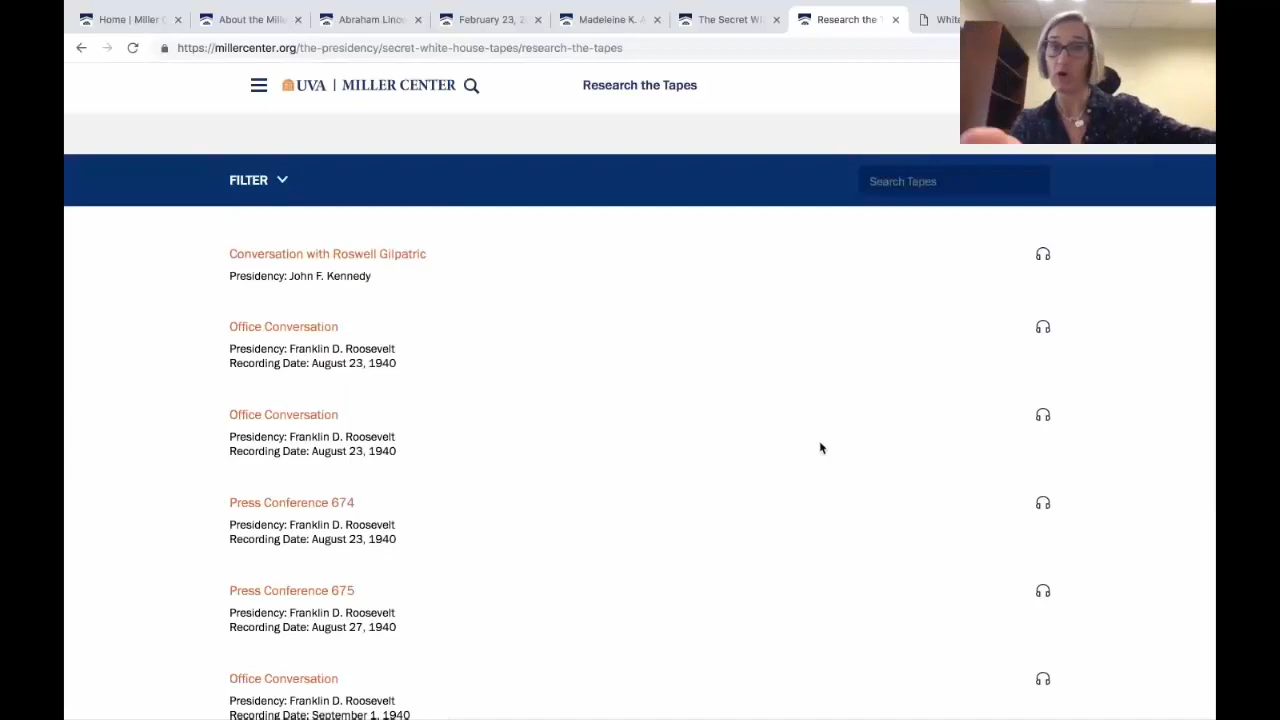 Home | Miller C
About the Mille
Abraham Linco
February 23, 2
Madeleine K. A
The Secret W
Research the T
White
https://millercenter.org/the-presidency/secret-white-house-tapes/research-the-tapes
UVA | MILLER CENTER
Research the Tapes
FILTER
Search Tapes
Conversation with Roswell Gilpatric
Presidency: John F. Kennedy
Office Conversation
Presidency: Franklin D. Roosevelt
Recording Date: August 23, 1940
Office Conversation
Presidency: Franklin D. Roosevelt
Recording Date: August 23, 1940
Press Conference 674
Presidency: Franklin D. Roosevelt
Recording Date: August 23, 1940
Press Conference 675
Presidency: Franklin D. Roosevelt
Recording Date: August 27, 1940
Office Conversation
Presidency: Franklin D. Roosevelt
Recording Date: September 1, 1940